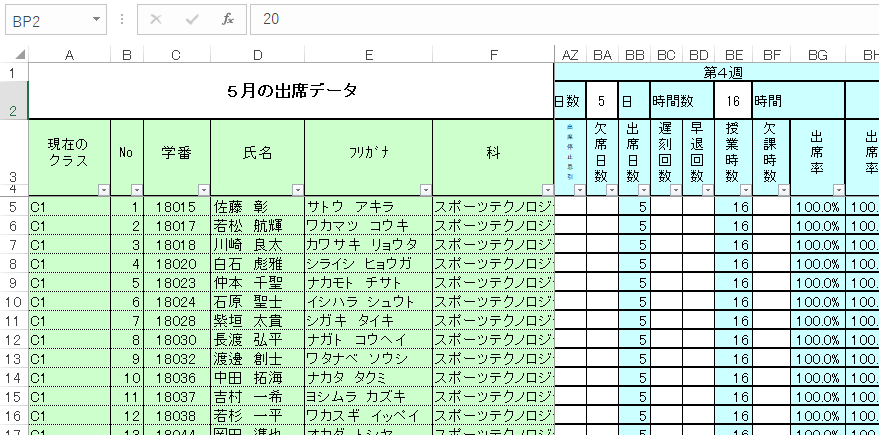 BP2 20
A B C D E F AZ BA BB BC BD BE BF BG BH
1 ５月の出席データ 第４週
2 日数 5 日 時間数 16 時間
3 現在のクラス No 学番 氏名 ﾌﾘｶﾞﾅ 科 欠席日数 出席日数 遅刻回数 早退回数 授業時数 欠課時数 出席率 出席率
4
5 C1 1 18015 佐藤 彰 サトウ アキラ スポーツテクノロジ 5 16 100.0% 100.
6 C1 2 18017 若松 航輝 ワカマツ コウキ スポーツテクノロジ 5 16 100.0% 100.
7 C1 3 18018 川崎 良太 カワサキ リョウタ スポーツテクノロジ 5 16 100.0% 100.
8 C1 4 18020 白石 彪雅 シライシ ヒョウガ スポーツテクノロジ 5 16 100.0% 100.
9 C1 5 18023 仲本 千聖 ナカモト チサト スポーツテクノロジ 5 16 100.0% 100.
10 C1 6 18024 石原 聖士 イシハラ シュウト スポーツテクノロジ 5 16 100.0% 100.
11 C1 7 18028 柴垣 太貴 シガキ タイキ スポーツテクノロジ 5 16 100.0% 100.
12 C1 8 18030 長渡 弘平 ナガト コウヘイ スポーツテクノロジ 5 16 100.0% 100.
13 C1 9 18032 渡邊 創士 ワタナベ ソウシ スポーツテクノロジ 5 16 100.0% 100.
14 C1 10 18036 中田 拓海 ナカタ タクミ スポーツテクノロジ 5 16 100.0% 100.
15 C1 11 18037 吉村 一希 ヨシムラ カズキ スポーツテクノロジ 5 16 100.0% 100.
16 C1 12 18038 若杉 一平 ワカスギ イッペイ スポーツテクノロジ 5 16 100.0% 100.